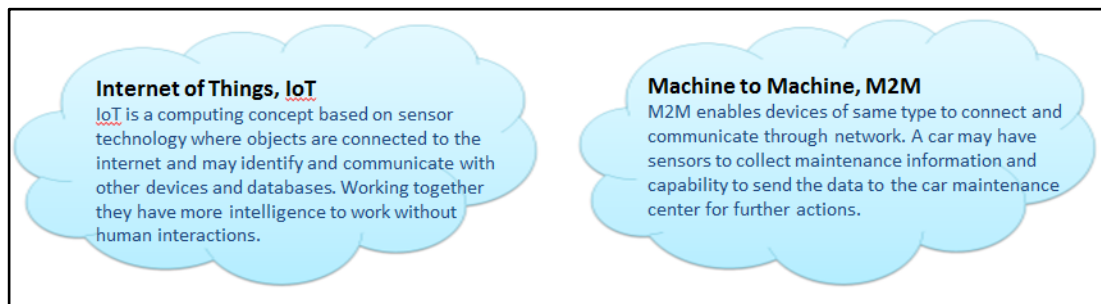 Internet of Things, IoT
IoT is a computing concept based on sensor
technology where objects are connected to the
internet and may identify and communicate with
other devices and databases. Working together
they have more intelligence to work without
human interactions.
Machine to Machine, M2M
M2M enables devices of same type to connect and
communicate through network. A car may have
sensors to collect maintenance information and
capability to send the data to the car maintenance
center for further actions.